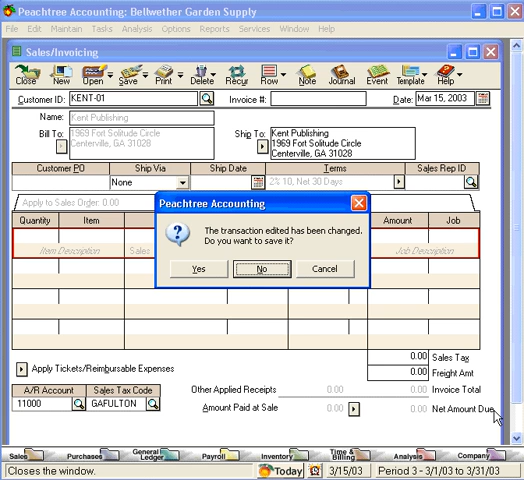 Peachtree Accounting: Bellwether Garden Supply
File Edit Maintain Tasks Analysis Options Reports Services Window Help
Sales/Invoicing
Close New Open Save Print Delete Recur Row Note Journal Event Template Help
Customer ID: KENT-01 Invoice #: Date: Mar 15, 2003
Name: Kent Publishing
Bill To: 1969 Fort Solitude Circle Ship To: Kent Publishing
Centerville, GA 31028 1969 Fort Solitude Circle
Centerville, GA 31028
Customer PO Ship Via Ship Date Terms Sales Rep ID
None 2% 10, Net 30 Days
Apply to Sales Order: 0.00
Peachtree Accounting
Quantity Item Amount Job
The transaction edited has been changed.
Do you want to save it?
Item Description Sales Job Description
Yes No Cancel
0.00 Sales Tax
Apply Tickets/Reimbursable Expenses
0.00 Freight Amt
A/R Account Sales Tax Code Other Applied Receipts 0.00 0.00 Invoice Total
11000 GAFULTON Amount Paid at Sale 0.00 0.00 Net Amount Due
Sales Purchases General Ledger Payroll Inventory Time & Billing Analysis Company
Closes the window. Today 3/15/03 Period 3 - 3/1/03 to 3/31/03